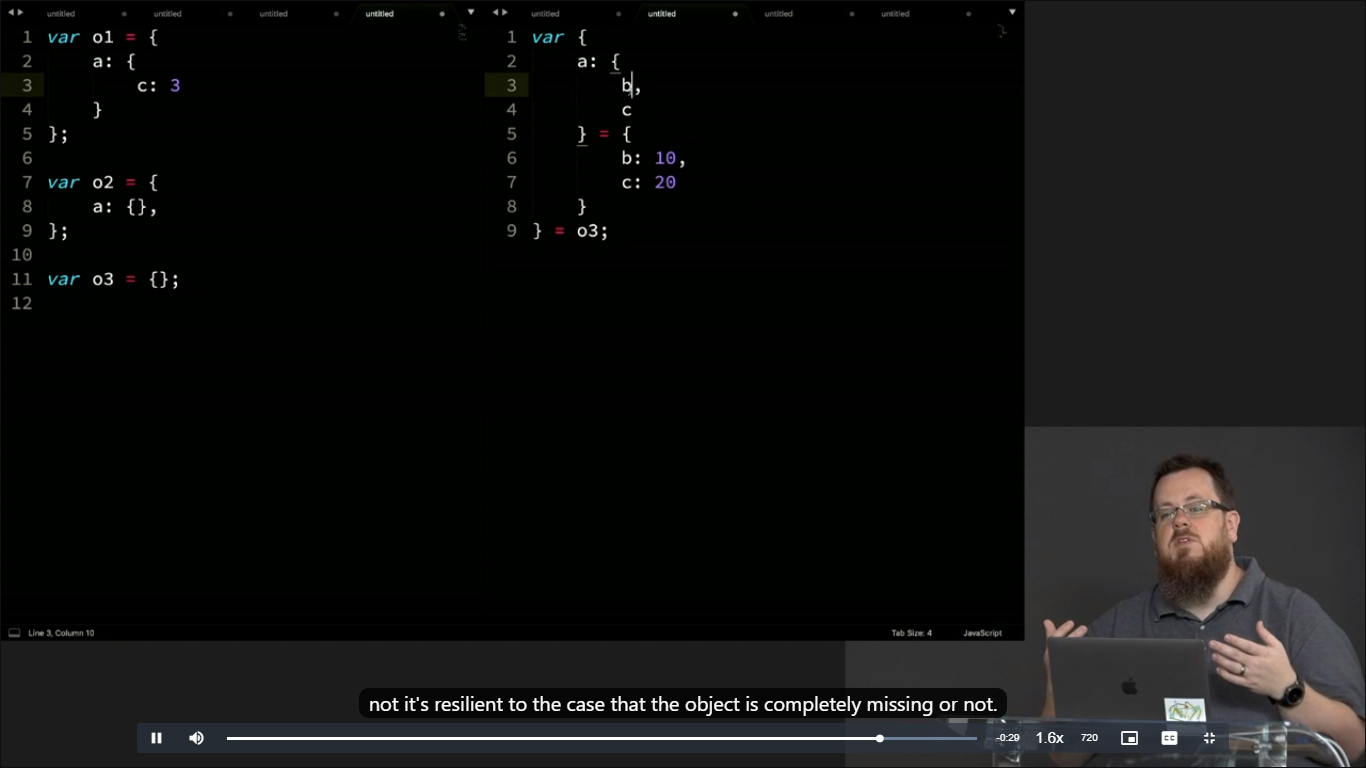 untitled untitled untitled untitled
1 var o1 = {
2     a: {
3         c: 3
4     }
5 };
6
7 var o2 = {
8     a: {},
9 };
10
11 var o3 = {};
12
untitled untitled untitled untitled
1 var {
2     a: {
3         b,
4         c
5     } = {
6         b: 10,
7         c: 20
8     }
9 } = o3;
Line 3, Column 10
Tab Size: 4 JavaScript
not it's resilient to the case that the object is completely missing or not.
-0:29 1.6x 720 CC